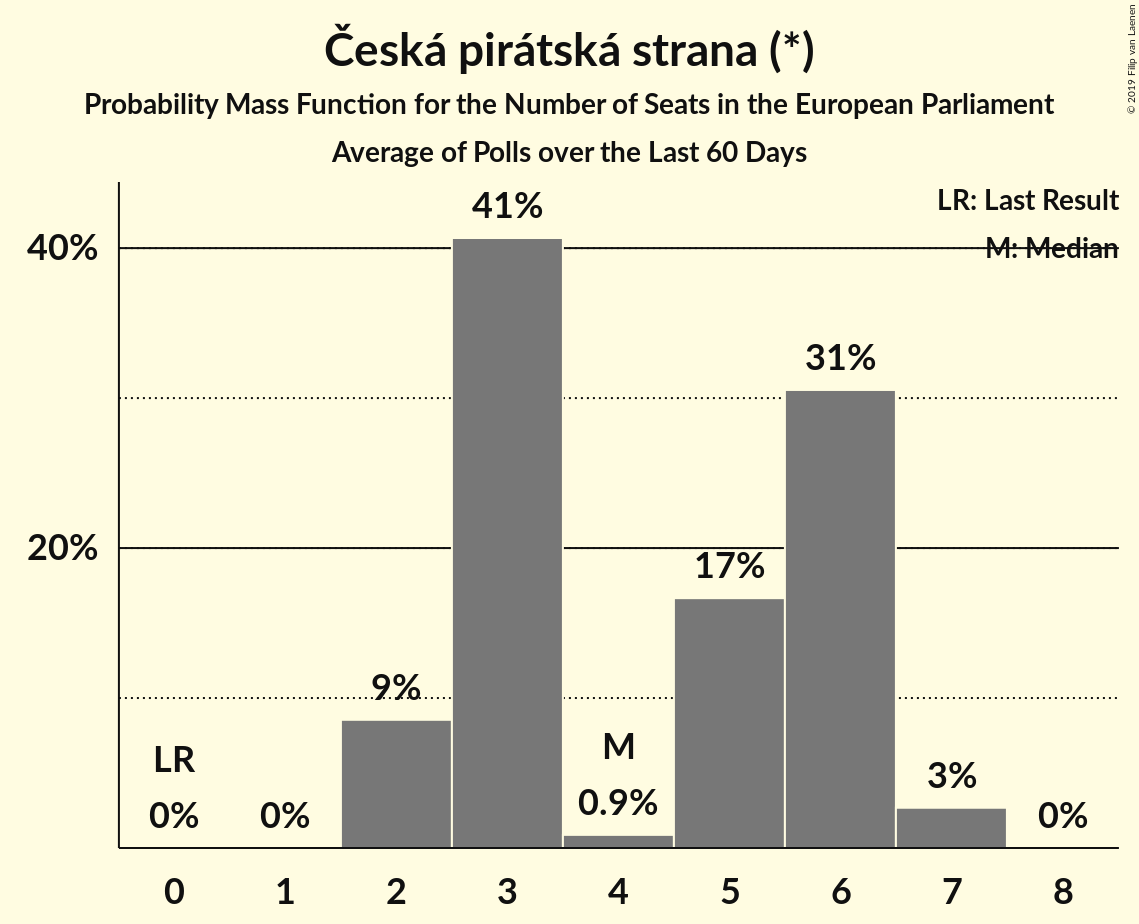 Česká pirátská strana (*)
Probability Mass Function for the Number of Seats in the European Parliament
Average of Polls over the Last 60 Days
© 2019 Filip van Laenen
LR: Last Result
M: Median
40%
20%
41%
31%
17%
9%
LR
M
3%
0%
0%
0.9%
0%
0 1 2 3 4 5 6 7 8